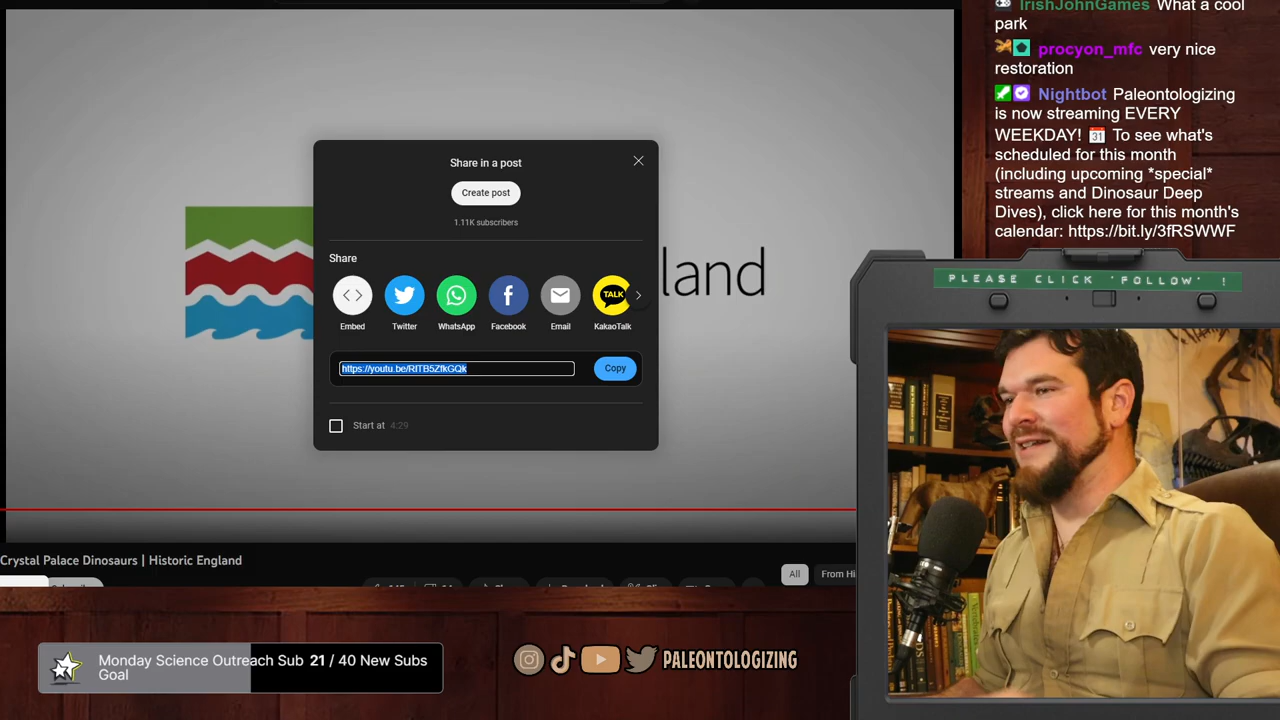 Share in a post
Create post
1.11K subscribers
Share
Embed
Twitter
WhatsApp
Facebook
TALK
Email
KakaoTalk
https://youtu.be/RlTB5ZfkGQk
Copy
Start at 4:29
land
Crystal Palace Dinosaurs | Historic England
All
From Hi
IrishJohnGames What a cool
park
procyon_mfc very nice
restoration
Nightbot Paleontologizing
is now streaming EVERY
WEEKDAY! To see what's
scheduled for this month
(including upcoming *special*
streams and Dinosaur Deep
Dives), click here for this month's
calendar: https://bit.ly/3fRSWWF
PLEASE CLICK 'FOLLOW' !
Monday Science Outreach Sub 21 / 40 New Subs
Goal
PALEONTOLOGIZING